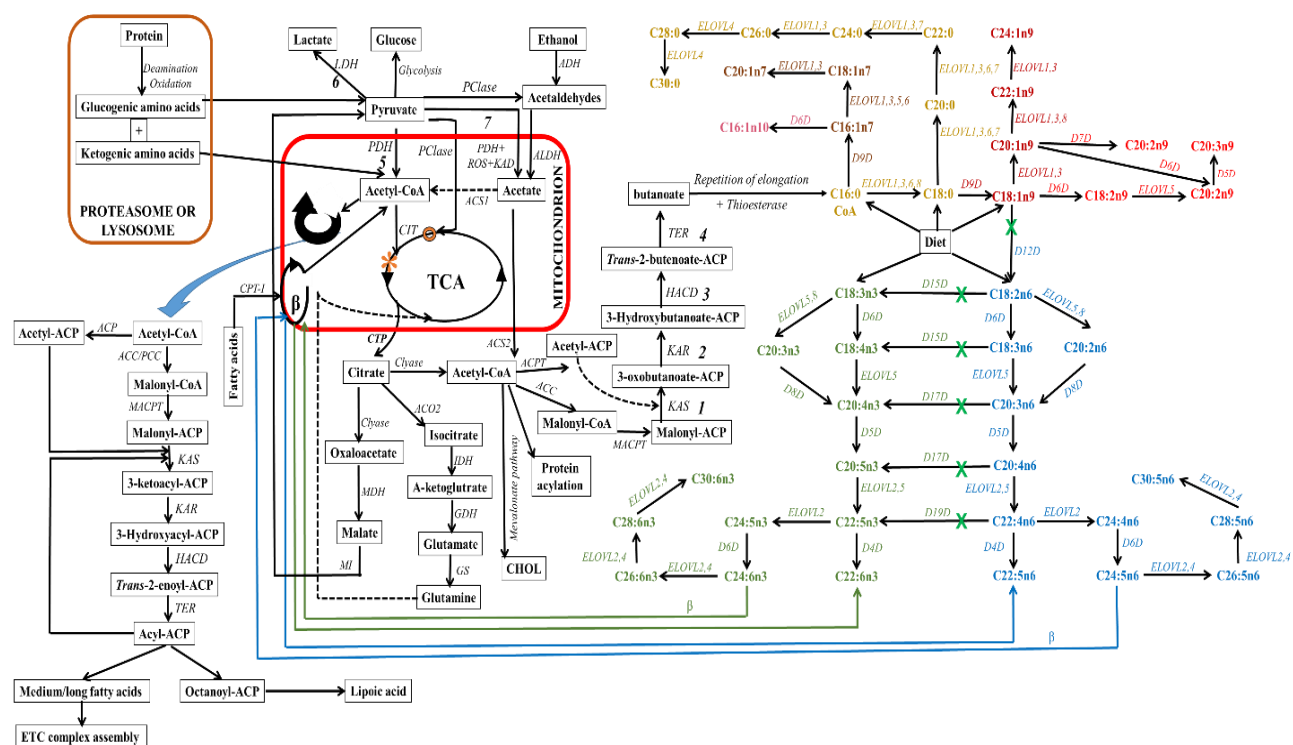 Protein
Deamination
Oxidation
Glucogenic amino acids
+
Ketogenic amino acids
PROTEASOME OR
LYSOSOME
Lactate
Glucose
Ethanol
LDH
6
Glycolysis
ADH
PClase
Pyruvate
Acetaldehydes
7
PDH
5
PClase
PDH+
ROS+KAD
ALDH
Acetyl-CoA
ACS1
Acetate
CIT
TCA
MITOCHONDRION
CPT-1
β
Fatty acids
CTP
ACS2
Acetyl-ACP
ACP
Acetyl-CoA
ACC/PCC
Malonyl-CoA
MACPT
Malonyl-ACP
KAS
3-ketoacyl-ACP
KAR
3-Hydroxyacyl-ACP
HACD
Trans-2-enoyl-ACP
TER
Acyl-ACP
Medium/long fatty acids
Octanoyl-ACP
Lipoic acid
ETC complex assembly
Citrate
Clyase
Acetyl-CoA
ACPT
Acetyl-ACP
ACC
Malonyl-CoA
MACPT
Malonyl-ACP
Clyase
ACO2
Oxaloacetate
Isocitrate
IDH
MDH
A-ketoglutrate
GDH
Malate
Glutamate
MI
GS
Glutamine
Mevalonate pathway
Protein
acylation
CHOL
butanoate
Repetition of elongation
+ Thioesterase
TER
4
Trans-2-butenoate-ACP
HACD
3
3-Hydroxybutanoate-ACP
KAR
2
3-oxobutanoate-ACP
KAS
1
C28:0
ELOVL4
C26:0
ELOVL1,3
C24:0
ELOVL1,3,7
C22:0
C24:1n9
ELOVL4
C30:0
C20:1n7
ELOVL1,3
C18:1n7
ELOVL1,3,6,7
ELOVL1,3
C22:1n9
ELOVL1,3,5,6
C20:0
C16:1n10
D6D
C16:1n7
ELOVL1,3,6,7
ELOVL1,3,8
C20:1n9
D7D
C20:2n9
C20:3n9
D9D
D6D
D5D
ELOVL1,3
C16:0
CoA
ELOVL1,3,6,8
C18:0
D9D
C18:1n9
D6D
C18:2n9
ELOVL5
C20:2n9
Diet
D12D
C18:3n3
D15D
C18:2n6
ELOVL5,8
D6D
D6D
ELOVL5,8
C20:3n3
C18:4n3
D15D
C18:3n6
C20:2n6
D8D
ELOVL5
ELOVL5
D8D
C20:4n3
D17D
C20:3n6
D5D
D5D
C20:5n3
D17D
C20:4n6
C30:6n3
ELOVL2,5
ELOVL2,5
C30:5n6
ELOVL2,4
ELOVL2,4
C28:6n3
C24:5n3
ELOVL2
C22:5n3
D19D
C22:4n6
ELOVL2
C24:4n6
C28:5n6
ELOVL2,4
D6D
D4D
D4D
D6D
ELOVL2,4
C26:6n3
ELOVL2,4
C24:6n3
C22:6n3
C22:5n6
C24:5n6
ELOVL2,4
C26:5n6
β
β